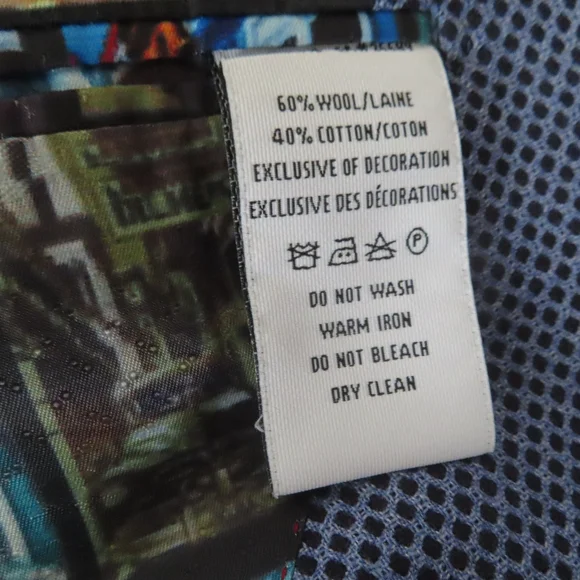 60% WOOL/LAINE
40% COTTON/COTON
EXCLUSIVE OF DECORATION
EXCLUSIVE DES DÉCORATIONS
P
DO NOT WASH
WARM IRON
DO NOT BLEACH
DRY CLEAN